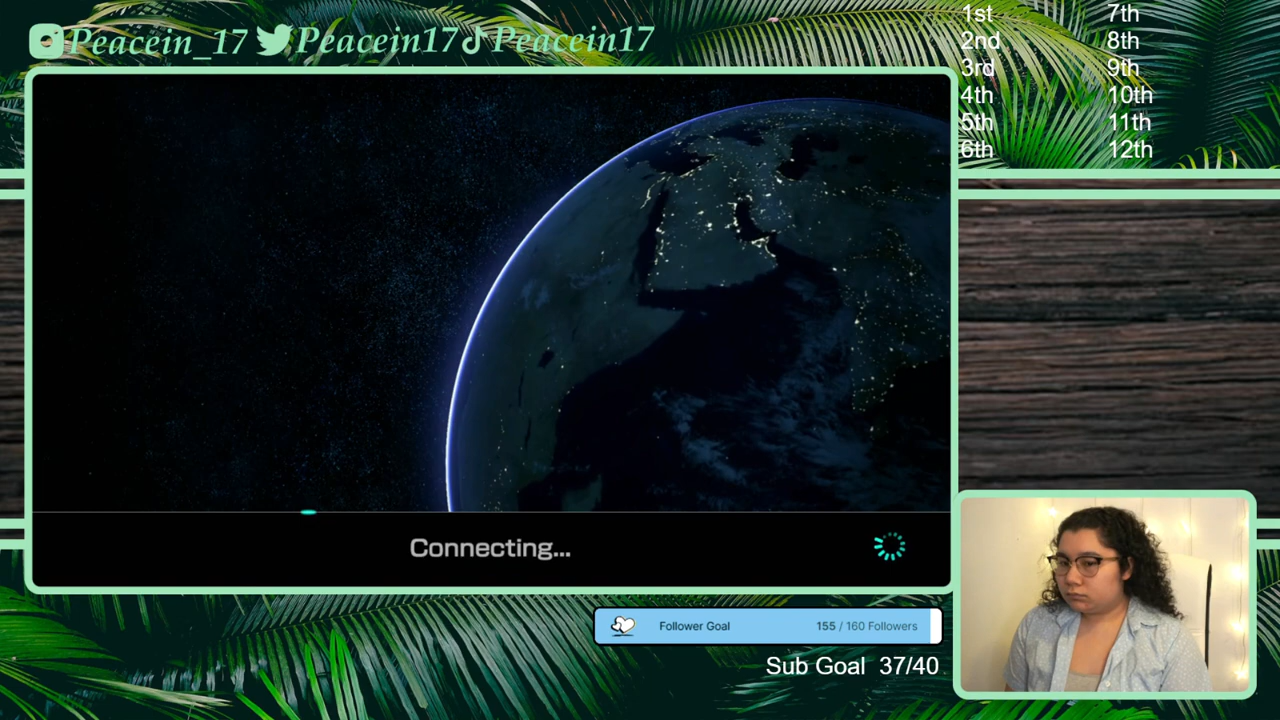 Peacein_17 Peacein17 Peacein17
1st 7th
2nd 8th
3rd 9th
4th 10th
5th 11th
6th 12th
Connecting...
Follower Goal 155 / 160 Followers
Sub Goal 37/40